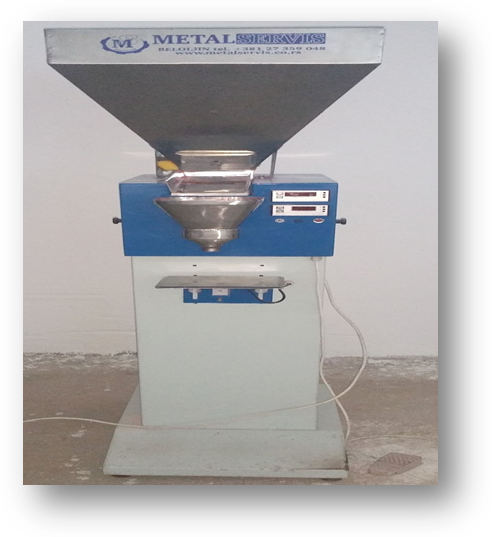 M METALSERVIS
BELOLJIN tel. +381 27 359 048
www.metalservis.co.rs